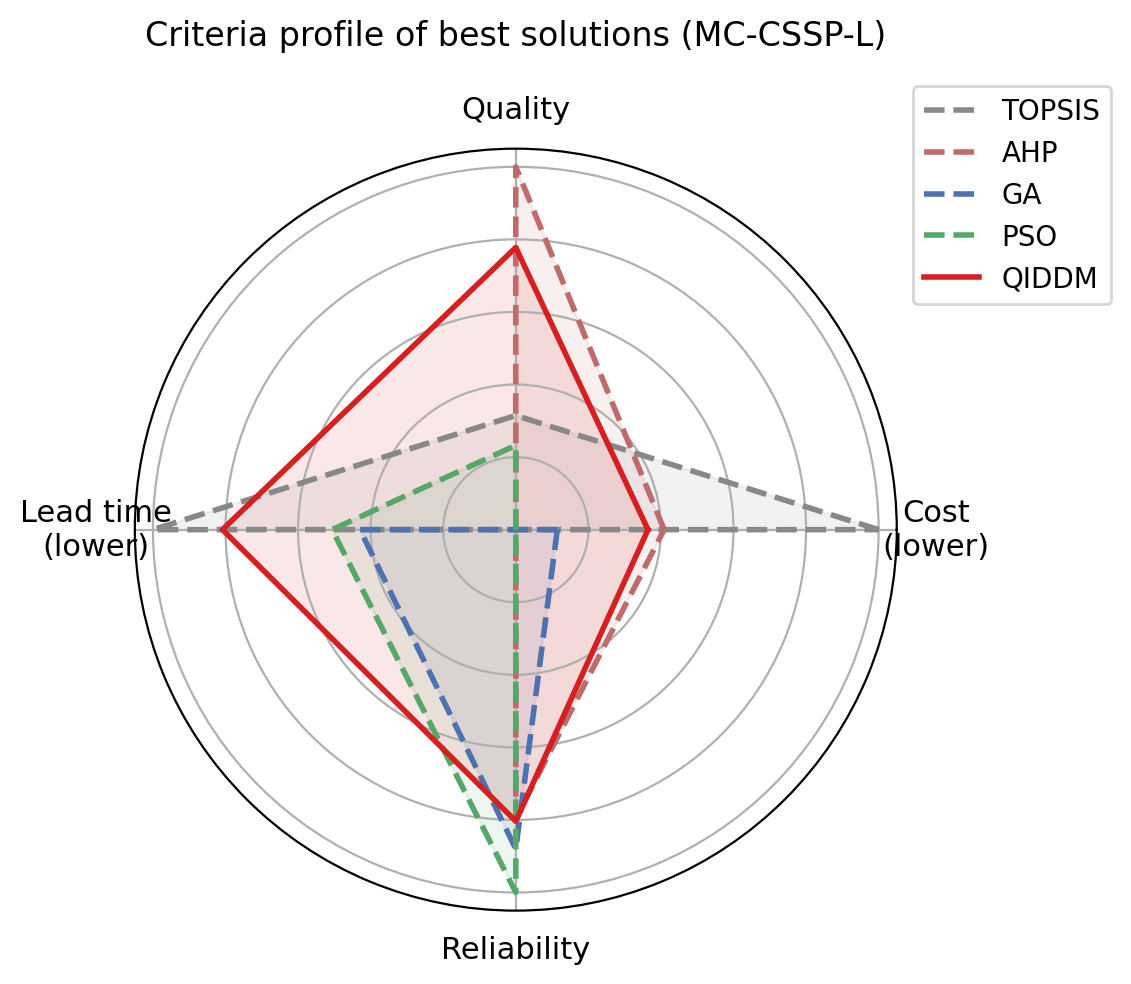 Criteria profile of best solutions (MC-CSSP-L)
Quality
TOPSIS
AHP
GA
PSO
QIDDM
Lead time
(lower)
Cost
(lower)
Reliability